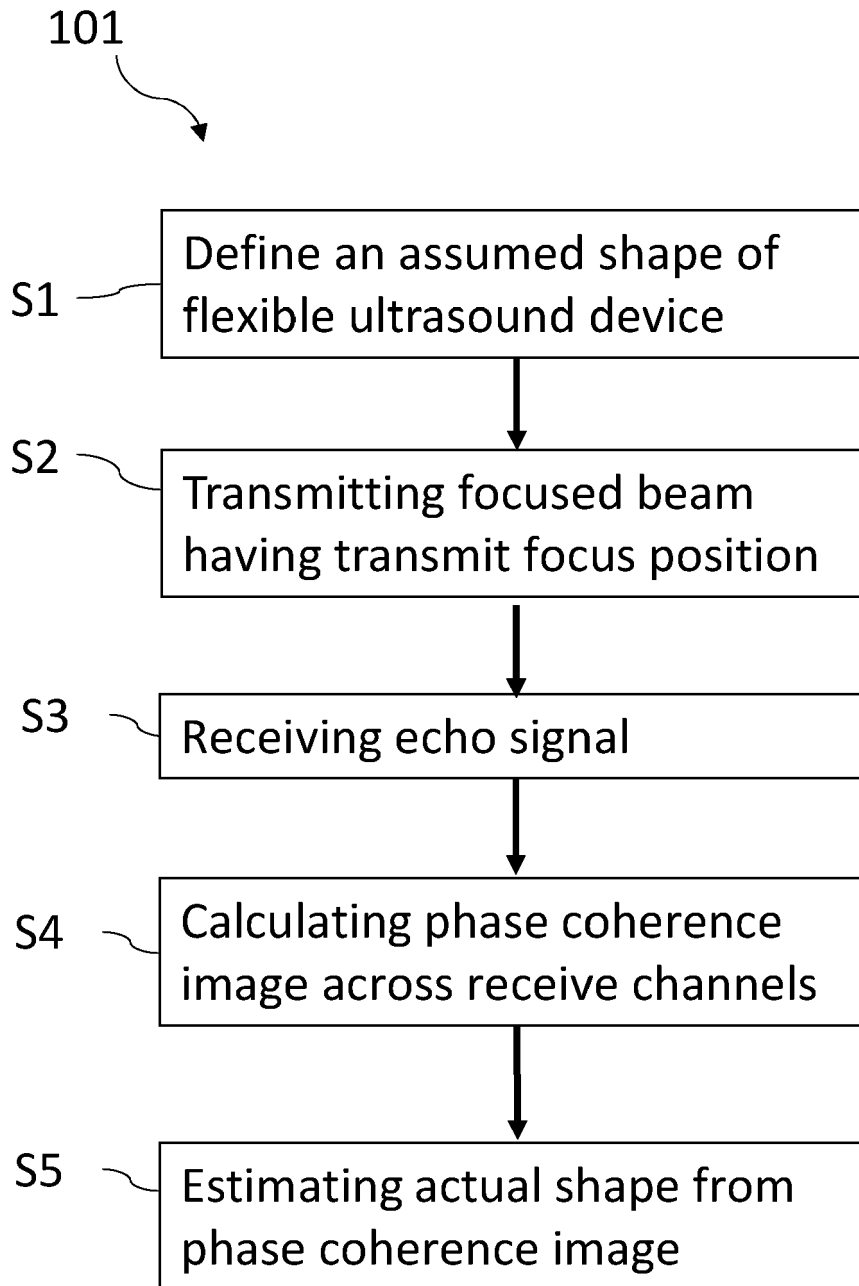 101
S1
Define an assumed shape of
flexible ultrasound device
S2
Transmitting focused beam
having transmit focus position
S3
Receiving echo signal
S4
Calculating phase coherence
image across receive channels
S5
Estimating actual shape from
phase coherence image